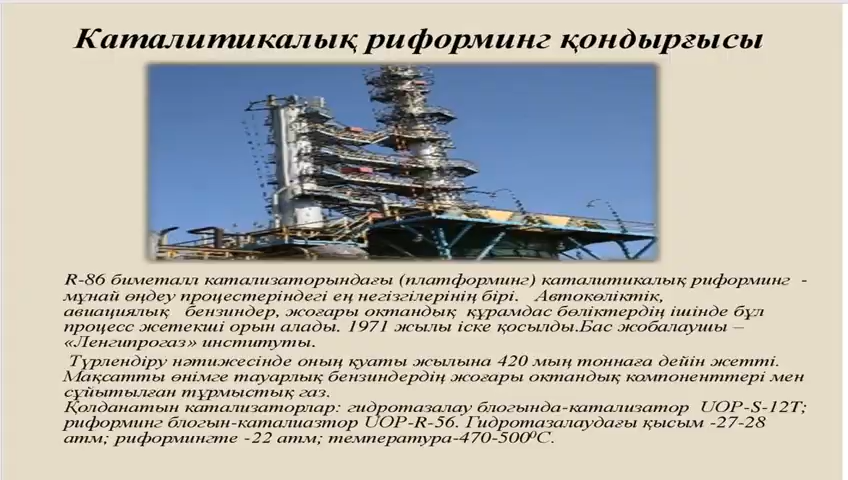 Каталитикалық риформинг қондырғысы
R-86 биметалл катализаторындағы (платформинг) каталитикалық риформинг -
мұнай өңдеу процестеріндегі ең негізгілерінің бірі. Автокөліктік,
авиациялық бензиндер, жоғары октандық құрамдас бөліктердің ішінде бұл
процесс жетекші орын алады. 1971 жылы іске қосылды.Бас жобалаушы –
«Ленгипрогаз» институты.
Түрлендіру нәтижесінде оның қуаты жылына 420 мың тоннаға дейін жетті.
Мақсатты өнімге тауарлық бензиндердің жоғары октандық компоненттері мен
сұйытылған тұрмыстық газ.
Қолданатын катализаторлар: гидротазалау блогында-катализатор UOP-S-12T;
риформинг блогын-каталиазтор UOP-R-56. Гидротазалаудағы қысым -27-28
атм; риформингте -22 атм; температура-470-500⁰С.